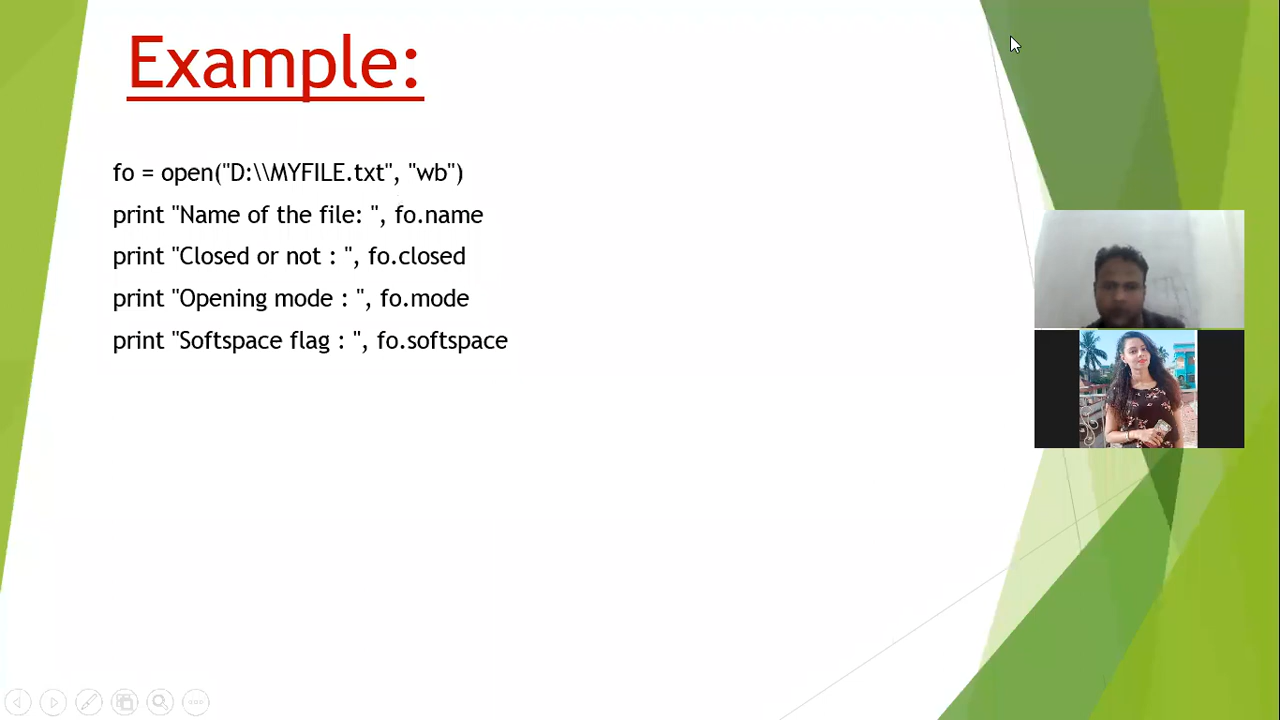 Example:
fo = open("D:\\MYFILE.txt", "wb")
print "Name of the file: ", fo.name
print "Closed or not : ", fo.closed
print "Opening mode : ", fo.mode
print "Softspace flag : ", fo.softspace